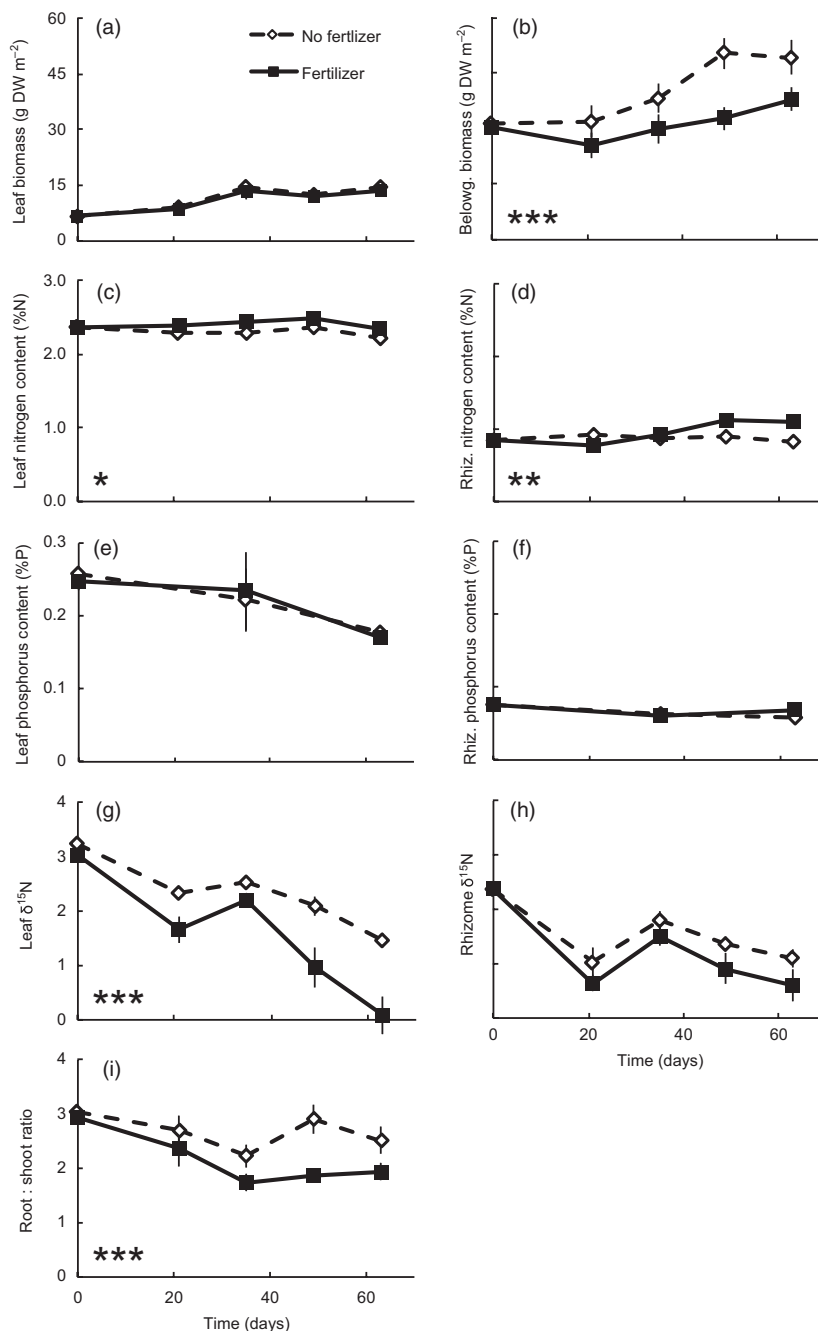 (a)
No fertlizer
Fertilizer
60
45
30
15
0
Leaf biomass (g DW m⁻²)
(b)
Belowg. biomass (g DW m⁻²)
***
(c)
3.0
2.0
1.0
0.0
Leaf nitrogen content (%N)
*
(d)
Rhiz. nitrogen content (%N)
**
(e)
0.3
0.2
0.1
0
Leaf phosphorus content (%P)
(f)
Rhiz. phosphorus content (%P)
(g)
4
3
2
1
0
Leaf δ¹⁵N
***
(h)
Rhizome δ¹⁵N
0 20 40 60
Time (days)
(i)
4
3
2
1
0
Root : shoot ratio
***
0 20 40 60
Time (days)